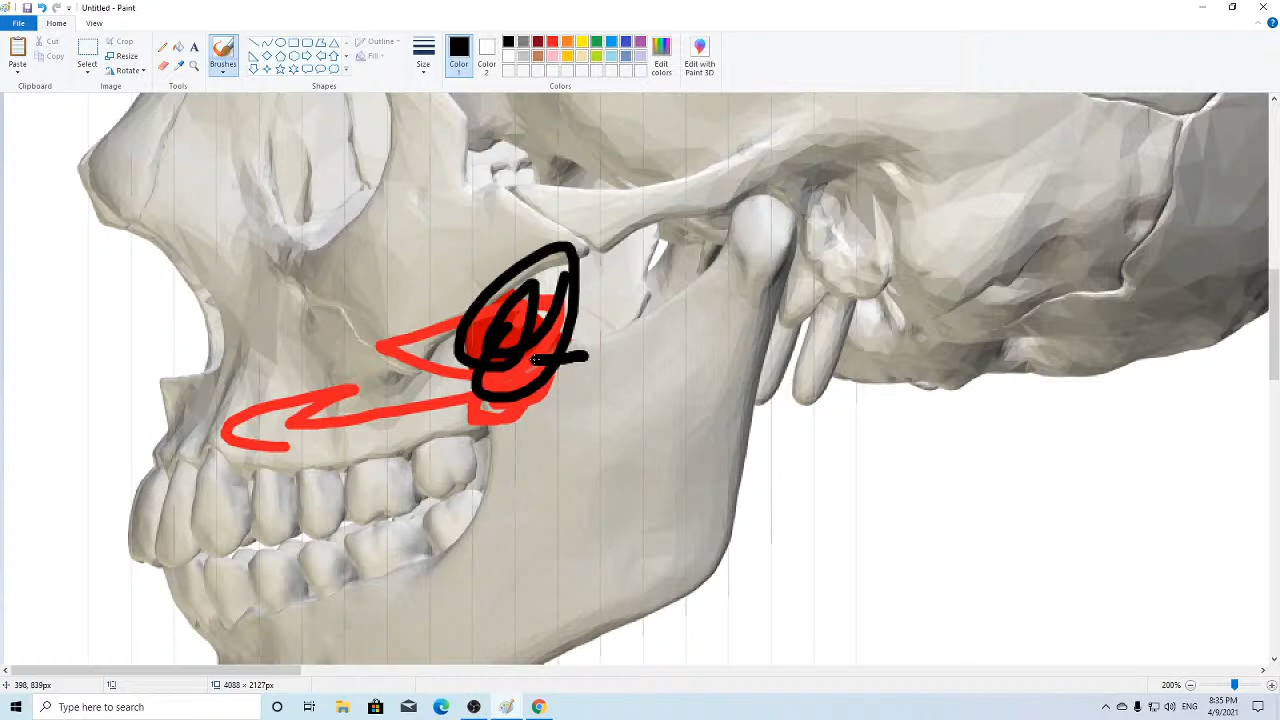 Untitled - Paint
File
Home
View
Paste
Cut
Copy
Clipboard
Select
Crop
Resize
Rotate
Image
Tools
Brushes
Shapes
Outline
Fill
Size
Color
1
Color
2
Edit
colors
Edit with
Paint 3D
Colors
398, 839px
4088 × 2127px
200%
Type here to search
ENG
8:35 PM
4/9/2021